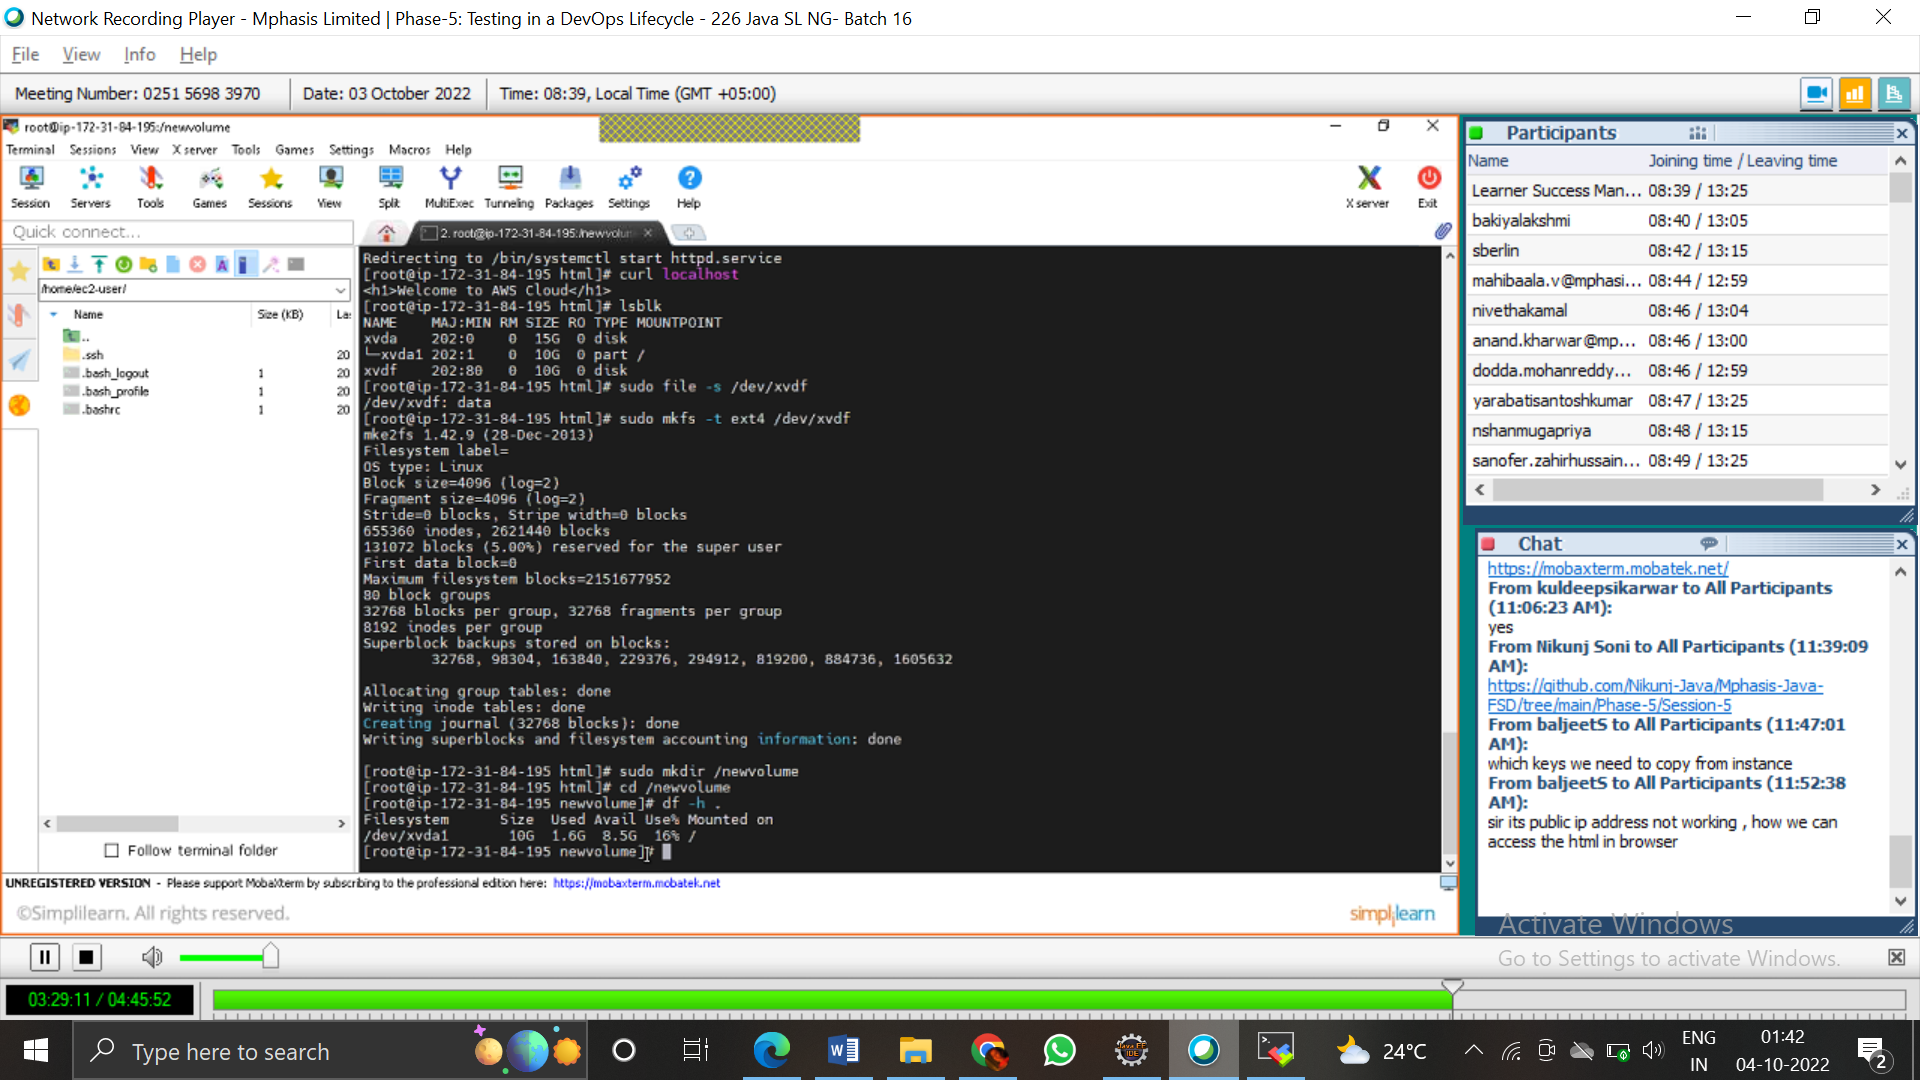 Network Recording Player - Mphasis Limited | Phase-5: Testing in a DevOps Lifecycle - 226 Java SL NG- Batch 16
File View Info Help
Meeting Number: 0251 5698 3970 Date: 03 October 2022 Time: 08:39, Local Time (GMT +05:00)
root@ip-172-31-84-195:/newvolume
Terminal Sessions View X server Tools Games Settings Macros Help
Session Servers Tools Games Sessions View Split MultiExec Tunneling Packages Settings Help X server Exit
Quick connect...
2. root@ip-172-31-84-195:/newvolum
/home/ec2-user/
Name Size (KB) La:
..
.ssh 20
.bash_logout 1 20
.bash_profile 1 20
.bashrc 1 20
Follow terminal folder
Redirecting to /bin/systemctl start httpd.service
[root@ip-172-31-84-195 html]# curl localhost
<h1>Welcome to AWS Cloud</h1>
[root@ip-172-31-84-195 html]# lsblk
NAME MAJ:MIN RM SIZE RO TYPE MOUNTPOINT
xvda 202:0 0 15G 0 disk
└─xvda1 202:1 0 10G 0 part /
xvdf 202:80 0 10G 0 disk
[root@ip-172-31-84-195 html]# sudo file -s /dev/xvdf
/dev/xvdf: data
[root@ip-172-31-84-195 html]# sudo mkfs -t ext4 /dev/xvdf
mke2fs 1.42.9 (28-Dec-2013)
Filesystem label=
OS type: Linux
Block size=4096 (log=2)
Fragment size=4096 (log=2)
Stride=0 blocks, Stripe width=0 blocks
655360 inodes, 2621440 blocks
131072 blocks (5.00%) reserved for the super user
First data block=0
Maximum filesystem blocks=2151677952
80 block groups
32768 blocks per group, 32768 fragments per group
8192 inodes per group
Superblock backups stored on blocks:
32768, 98304, 163840, 229376, 294912, 819200, 884736, 1605632
Allocating group tables: done
Writing inode tables: done
Creating journal (32768 blocks): done
Writing superblocks and filesystem accounting information: done
[root@ip-172-31-84-195 html]# sudo mkdir /newvolume
[root@ip-172-31-84-195 html]# cd /newvolume
[root@ip-172-31-84-195 newvolume]# df -h .
Filesystem Size Used Avail Use% Mounted on
/dev/xvda1 10G 1.6G 8.5G 16% /
[root@ip-172-31-84-195 newvolume]#
UNREGISTERED VERSION - Please support MobaXterm by subscribing to the professional edition here: https://mobaxterm.mobatek.net
©Simplilearn. All rights reserved.
simplilearn
Participants
Name Joining time / Leaving time
Learner Success Man... 08:39 / 13:25
bakiyalakshmi 08:40 / 13:05
sberlin 08:42 / 13:15
mahibaala.v@mphasi... 08:44 / 12:59
nivethakamal 08:46 / 13:04
anand.kharwar@mp... 08:46 / 13:00
dodda.mohanreddy... 08:46 / 12:59
yarabatisantoshkumar 08:47 / 13:25
nshanmugapriya 08:48 / 13:15
sanofer.zahirhussain... 08:49 / 13:25
Chat
https://mobaxterm.mobatek.net/
From kuldeepsikarwar to All Participants
(11:06:23 AM):
yes
From Nikunj Soni to All Participants (11:39:09
AM):
https://github.com/Nikunj-Java/Mphasis-Java-
FSD/tree/main/Phase-5/Session-5
From baljeetS to All Participants (11:47:01
AM):
which keys we need to copy from instance
From baljeetS to All Participants (11:52:38
AM):
sir its public ip address not working , how we can
access the html in browser
Activate Windows
Go to Settings to activate Windows.
03:29:11 / 04:45:52
Type here to search
24°C
ENG
IN
01:42
04-10-2022
2